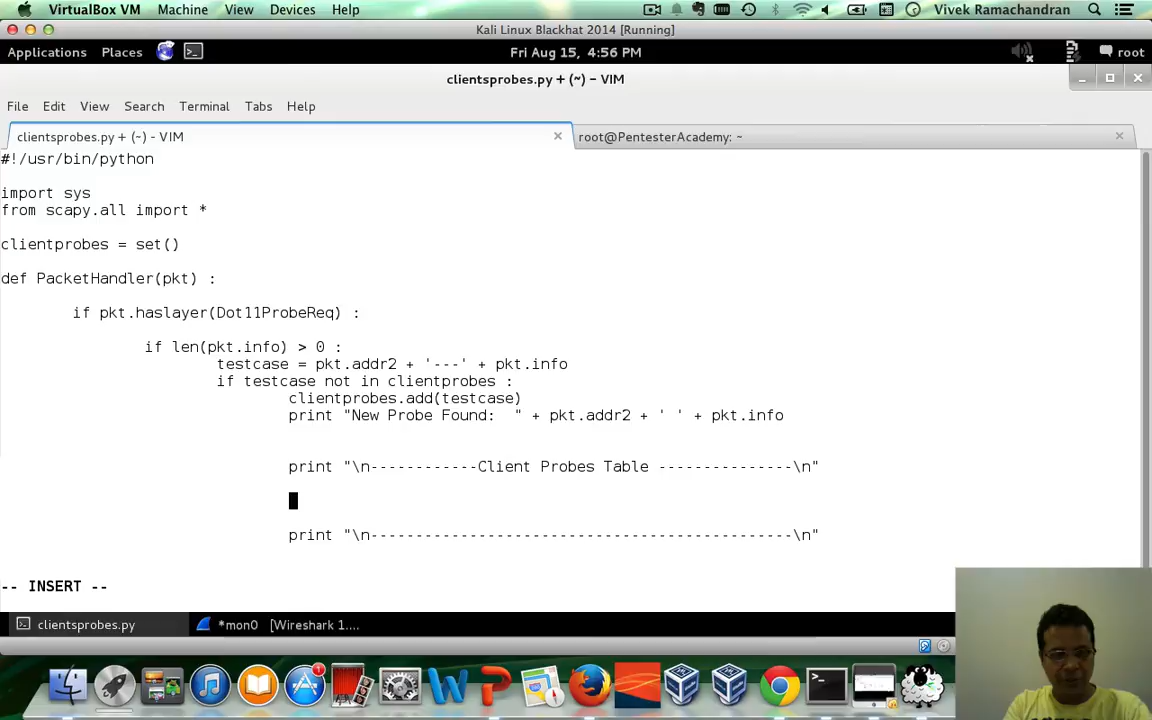 VirtualBox VM Machine View Devices Help Vivek Ramachandran
Kali Linux Blackhat 2014 [Running]
Applications Places Fri Aug 15, 4:56 PM root
clientsprobes.py + (~) - VIM
File Edit View Search Terminal Tabs Help
clientsprobes.py + (~) - VIM root@PentesterAcademy: ~
#!/usr/bin/python
import sys
from scapy.all import *
clientprobes = set()
def PacketHandler(pkt) :
if pkt.haslayer(Dot11ProbeReq) :
if len(pkt.info) > 0 :
testcase = pkt.addr2 + '---' + pkt.info
if testcase not in clientprobes :
clientprobes.add(testcase)
print "New Probe Found:  " + pkt.addr2 + ' ' + pkt.info
print "\n------------Client Probes Table ---------------\n"
print "\n-----------------------------------------------\n"
-- INSERT --
clientsprobes.py *mon0 [Wireshark 1....
1